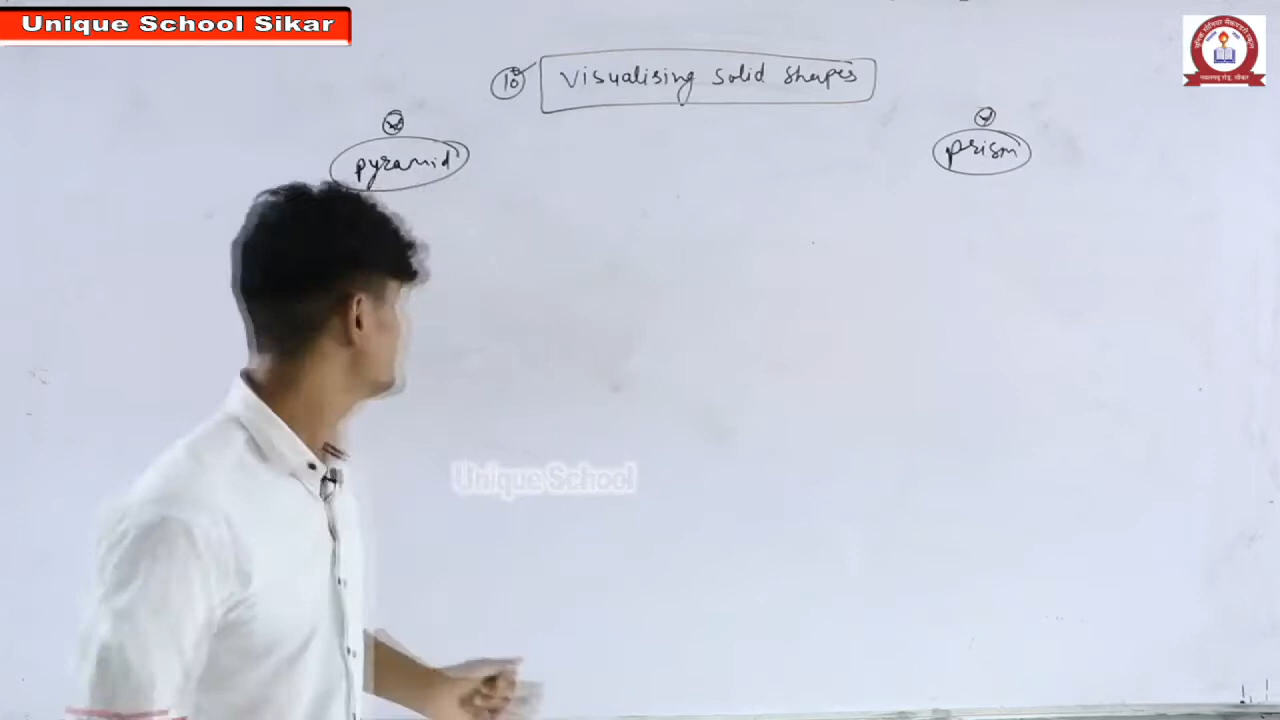 Unique School Sikar
10 Visualising solid shapes
pyramid
prism
Unique School